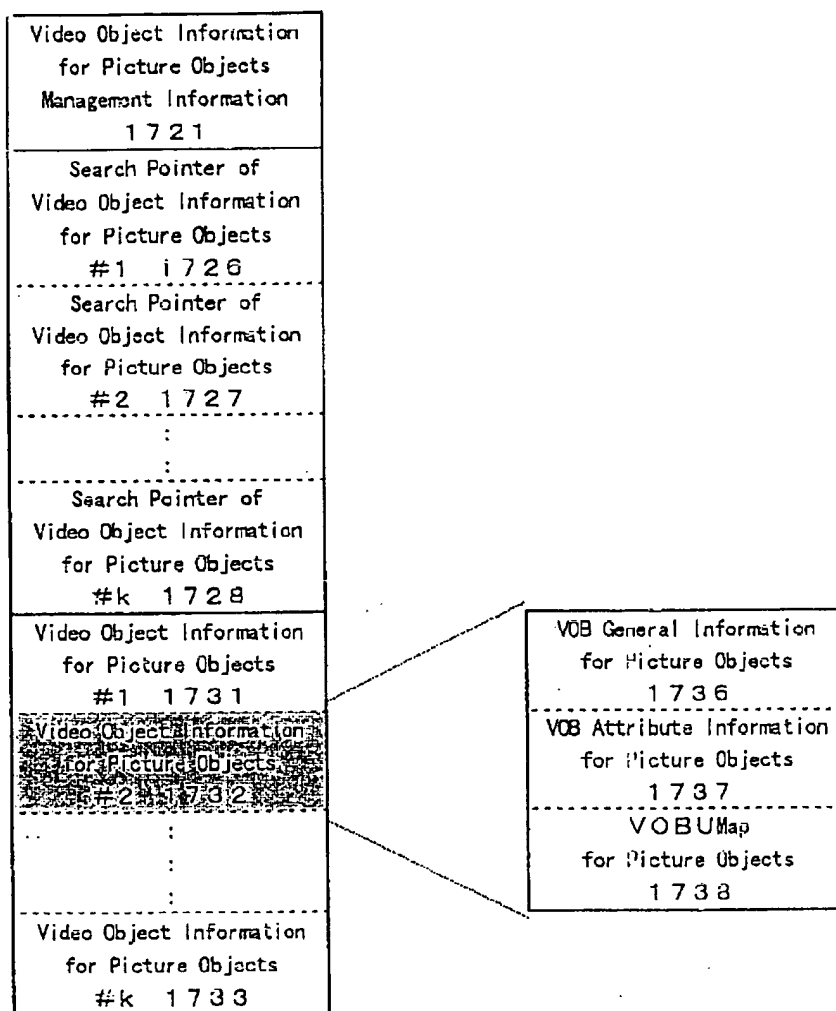 Video Object Information
for Picture Objects
Management Information
1721
Search Pointer of
Video Object Information
for Picture Objects
#1 1726
Search Pointer of
Video Object Information
for Picture Objects
#2 1727
:
:
Search Pointer of
Video Object Information
for Picture Objects
#k 1728
Video Object Information
for Picture Objects
#1 1731
Video Object Information
for Picture Objects
#2 1732
:
:
:
Video Object Information
for Picture Objects
#k 1733
VOB General Information
for Picture Objects
1736
VOB Attribute Information
for Picture Objects
1737
VOBUMap
for Picture Objects
1738